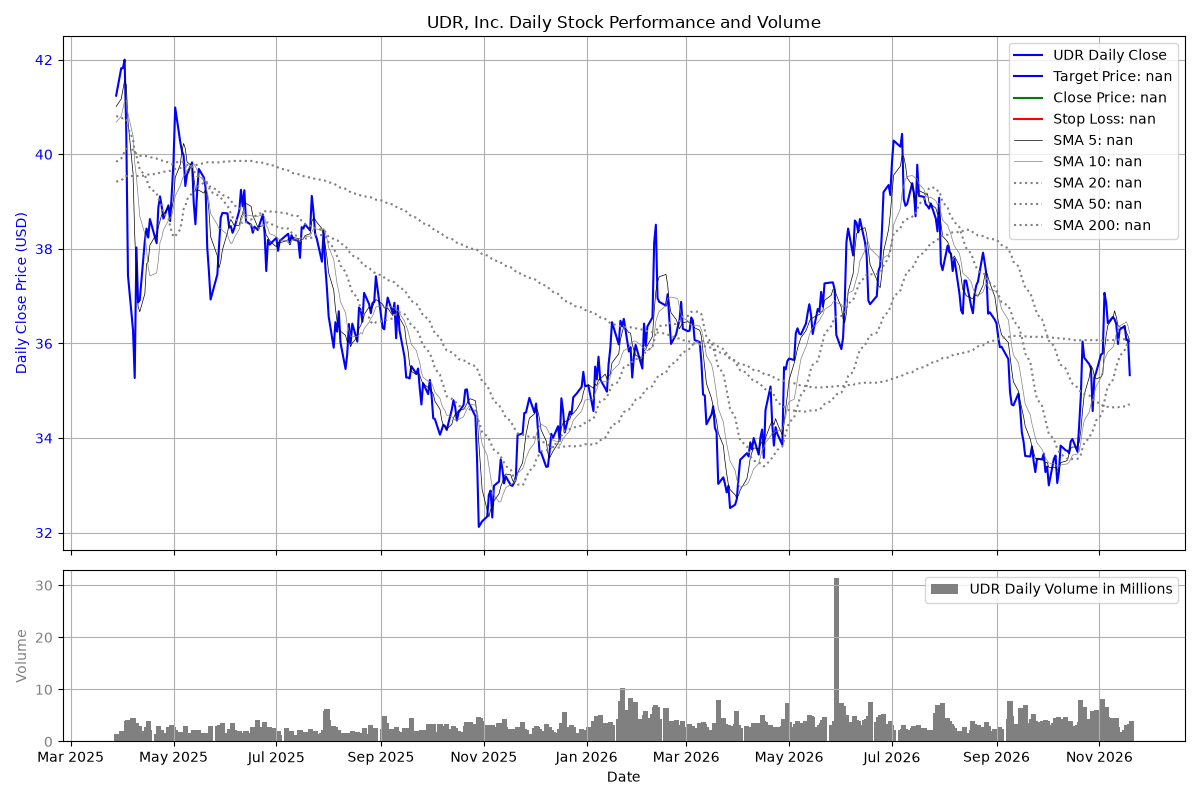 UDR, Inc. Daily Stock Performance and Volume
Daily Close Price (USD)
42
40
38
36
34
32
UDR Daily Close
Target Price: nan
Close Price: nan
Stop Loss: nan
SMA 5: nan
SMA 10: nan
SMA 20: nan
SMA 50: nan
SMA 200: nan
Volume
30
20
10
0
UDR Daily Volume in Millions
Mar 2025 May 2025 Jul 2025 Sep 2025 Nov 2025 Jan 2026 Mar 2026 May 2026 Jul 2026 Sep 2026 Nov 2026
Date